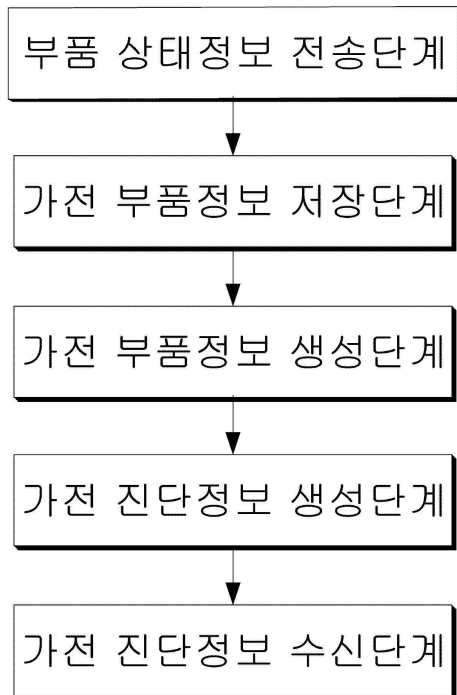 부품 상태정보 전송단계
가전 부품정보 저장단계
가전 부품정보 생성단계
가전 진단정보 생성단계
가전 진단정보 수신단계